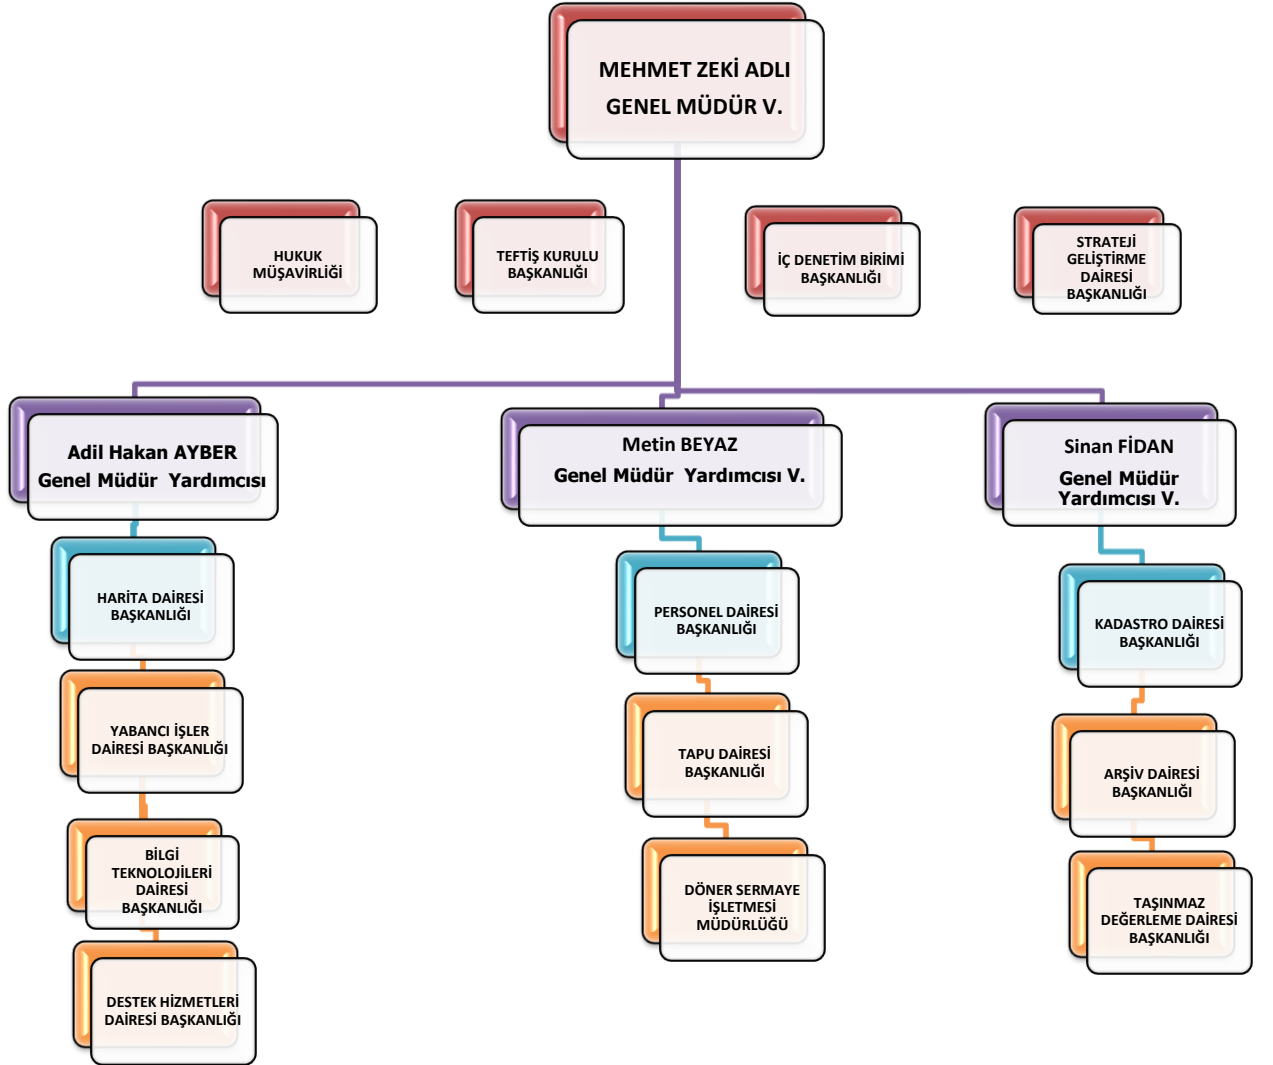 MEHMET ZEKİ ADLI
GENEL MÜDÜR V.
HUKUK
MÜŞAVİRLİĞİ
TEFTİŞ KURULU
BAŞKANLIĞI
İÇ DENETİM BİRİMİ
BAŞKANLIĞI
STRATEJİ
GELİŞTİRME
DAİRESİ
BAŞKANLIĞI
Adil Hakan AYBER
Genel Müdür Yardımcısı
Metin BEYAZ
Genel Müdür Yardımcısı V.
Sinan FİDAN
Genel Müdür
Yardımcısı V.
HARİTA DAİRESİ
BAŞKANLIĞI
YABANCI İŞLER
DAİRESİ BAŞKANLIĞI
BİLGİ
TEKNOLOJİLERİ
DAİRESİ
BAŞKANLIĞI
DESTEK HİZMETLERİ
DAİRESİ BAŞKANLIĞI
PERSONEL DAİRESİ
BAŞKANLIĞI
TAPU DAİRESİ
BAŞKANLIĞI
DÖNER SERMAYE
İŞLETMESİ
MÜDÜRLÜĞÜ
KADASTRO DAİRESİ
BAŞKANLIĞI
ARŞİV DAİRESİ
BAŞKANLIĞI
TAŞINMAZ
DEĞERLEME DAİRESİ
BAŞKANLIĞI